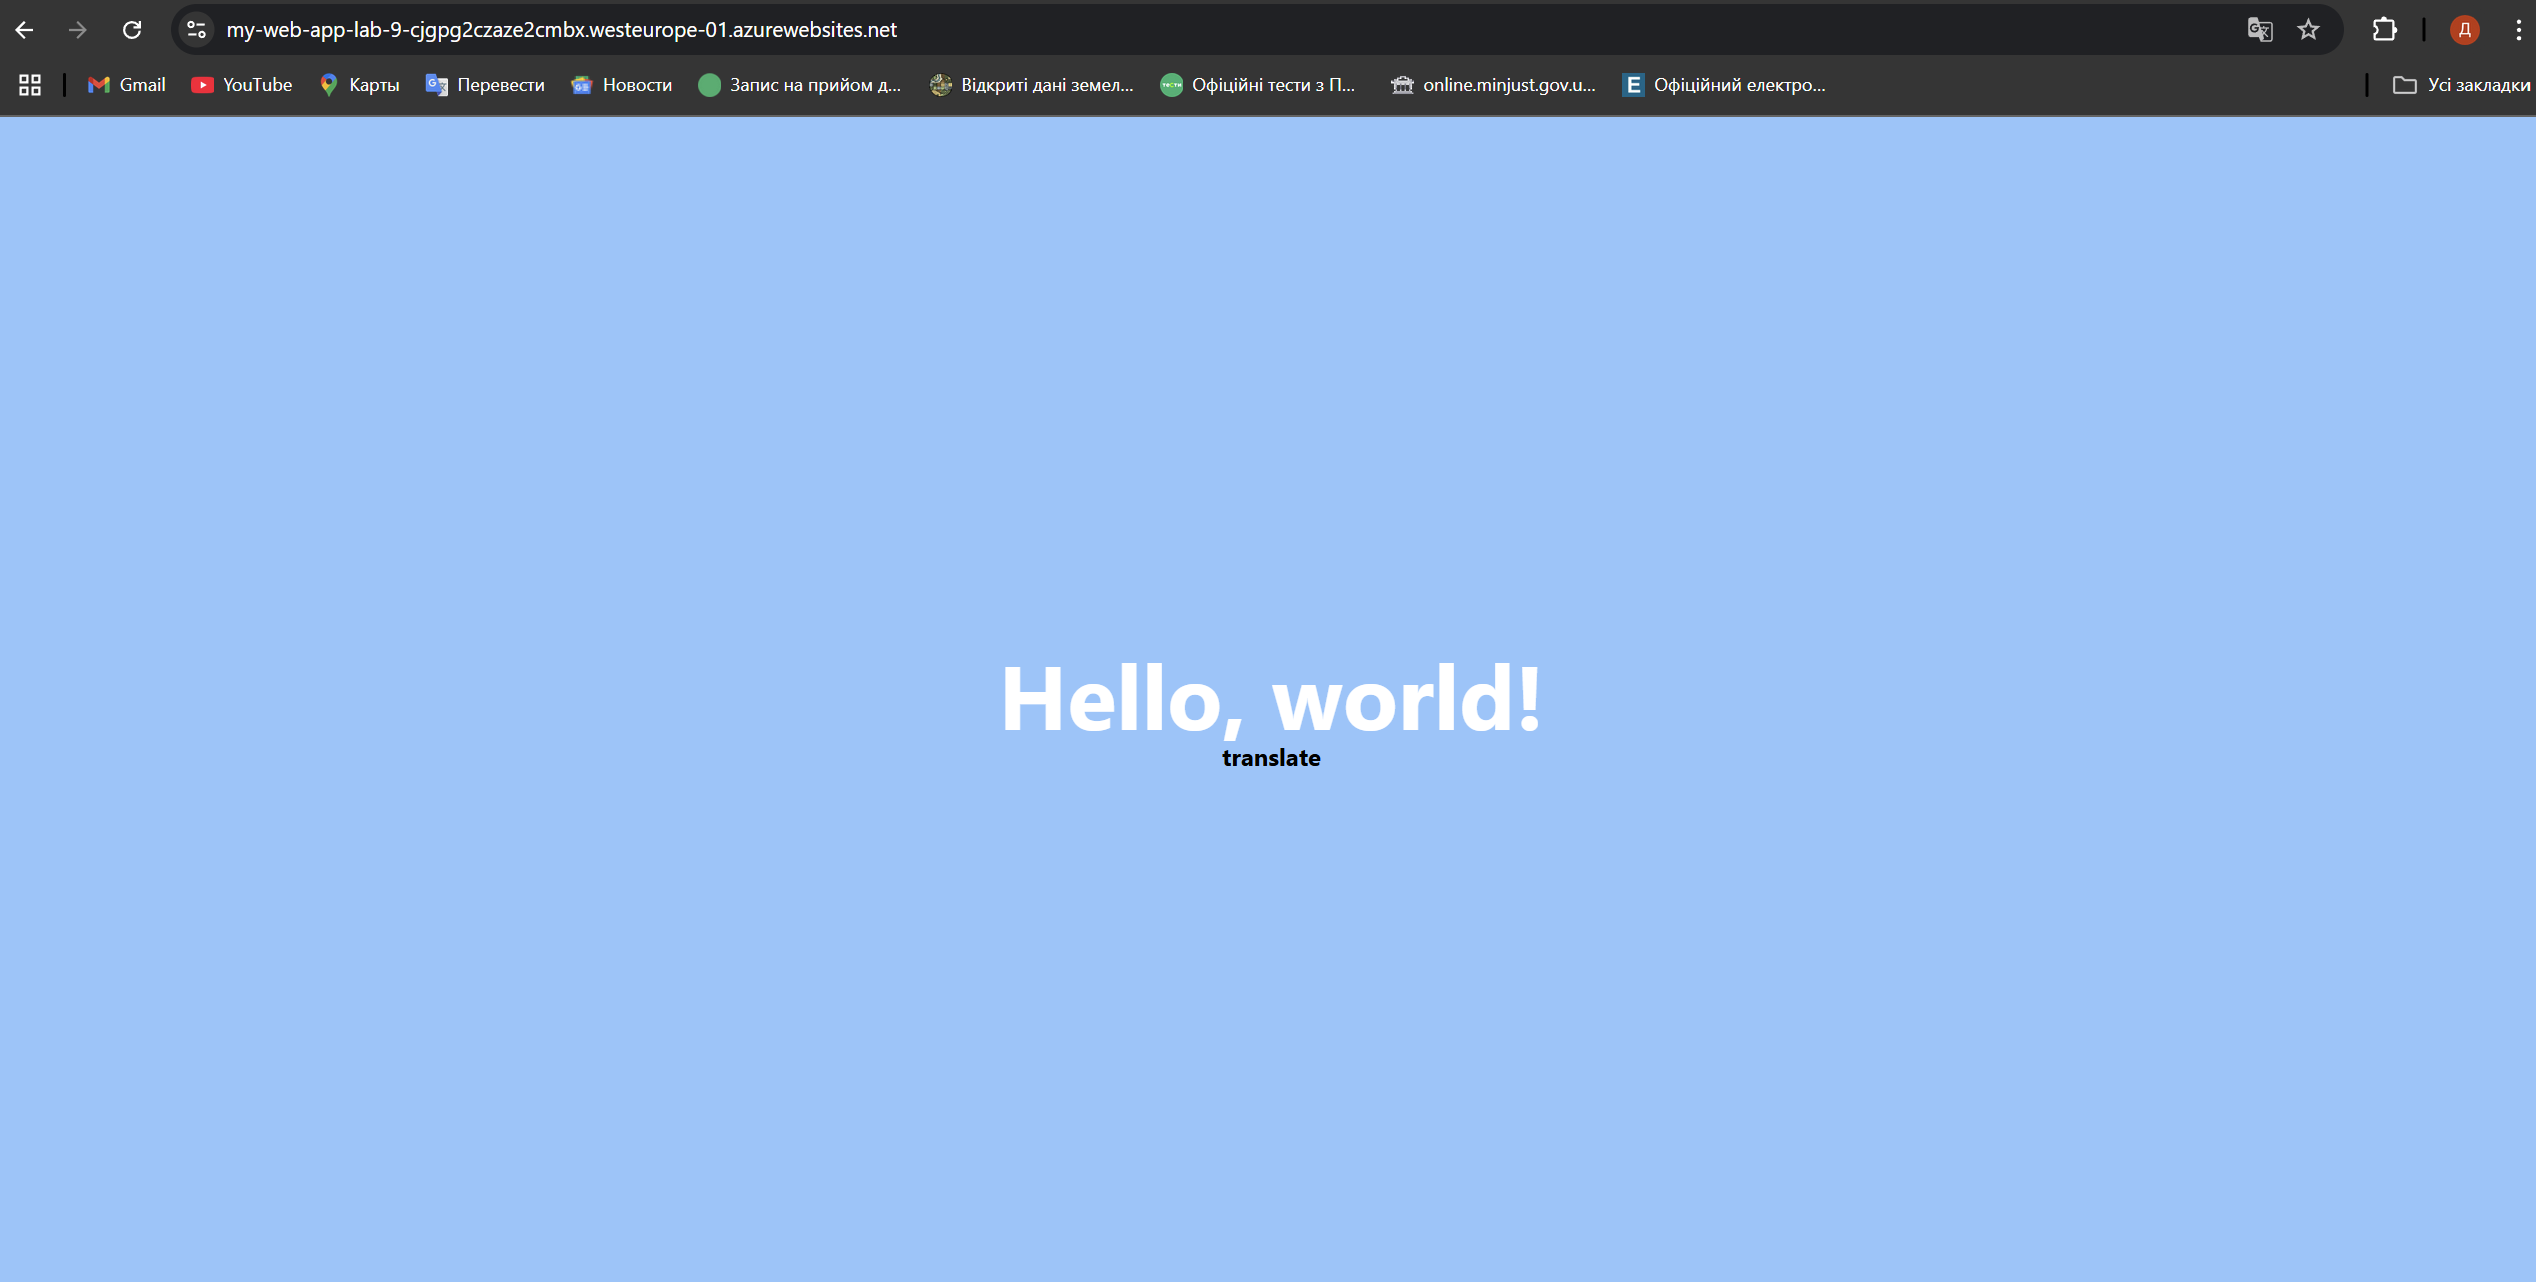 my-web-app-lab-9-cjgpg2czaze2cmbx.westeurope-01.azurewebsites.net
Д
Gmail YouTube Карты Перевести Новости Запис на прийом д... Відкриті дані земел... Офіційні тести з П... online.minjust.gov.u... Е Офіційний електро... Усі закладки
Hello, world!
translate